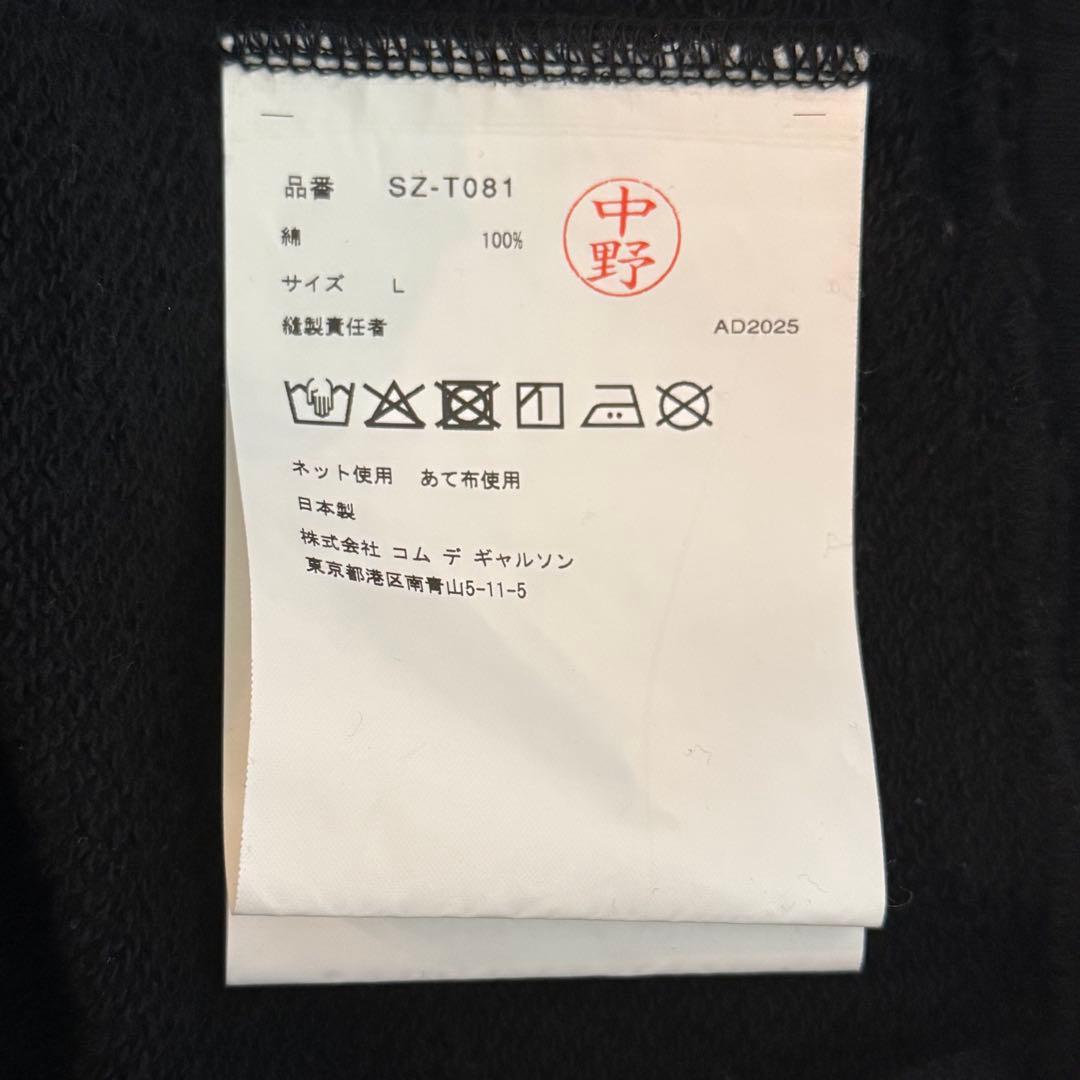 品番 SZ-T081
中野
綿 100%
サイズ L
縫製責任者 AD2025
ネット使用 あて布使用
日本製
株式会社 コム デ ギャルソン
東京都港区南青山5-11-5